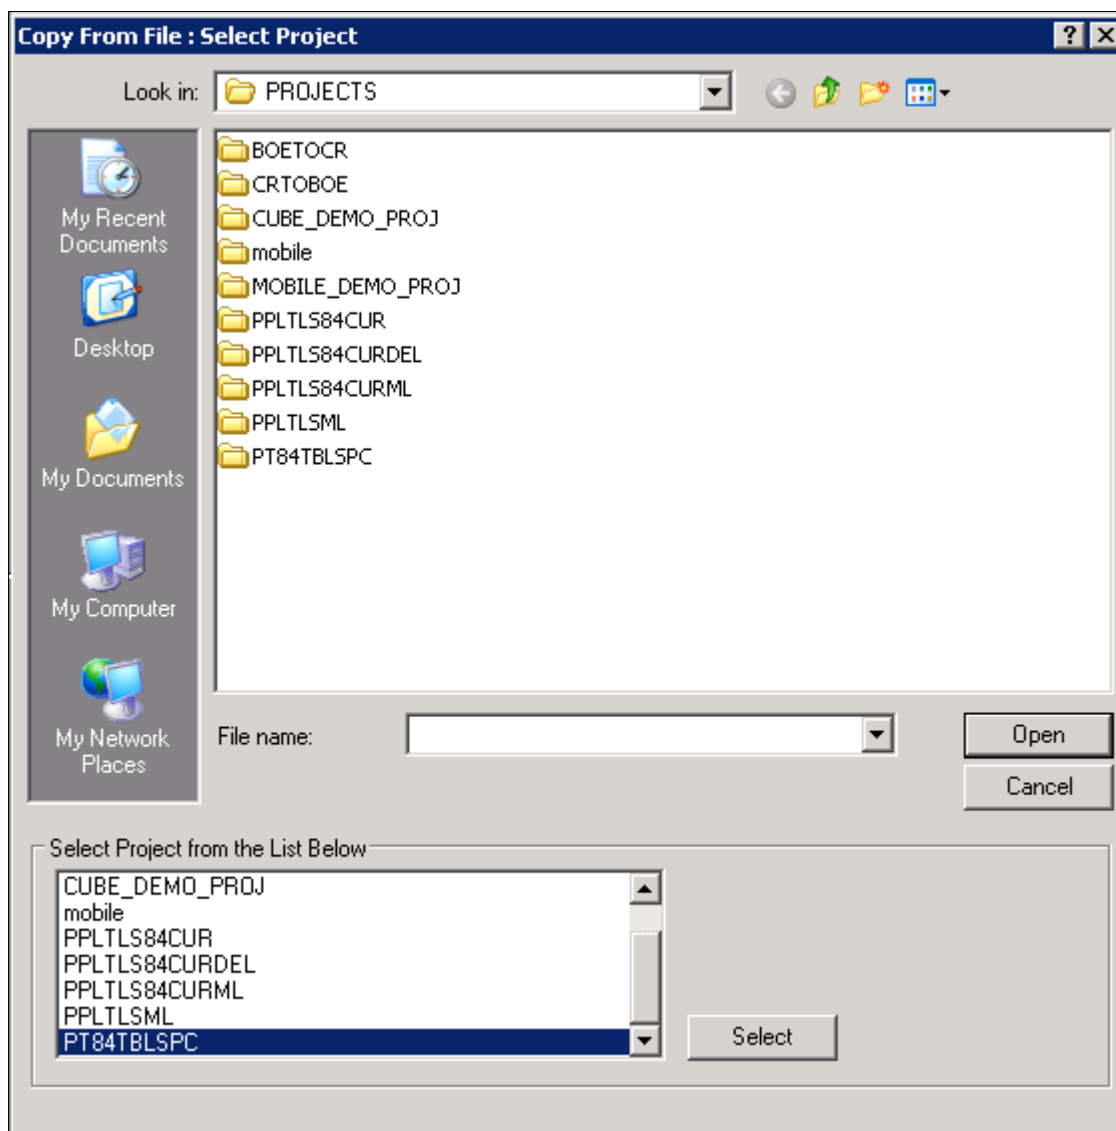 Copy From File : Select Project
Look in: PROJECTS
My Recent
Documents
Desktop
My Documents
My Computer
My Network
Places
BOETOCR
CRTOBOE
CUBE_DEMO_PROJ
mobile
MOBILE_DEMO_PROJ
PPLTLS84CUR
PPLTLS84CURDEL
PPLTLS84CURML
PPLTLSML
PT84TBLSPC
File name:
Open
Cancel
Select Project from the List Below
CUBE_DEMO_PROJ
mobile
PPLTLS84CUR
PPLTLS84CURDEL
PPLTLS84CURML
PPLTLSML
PT84TBLSPC
Select